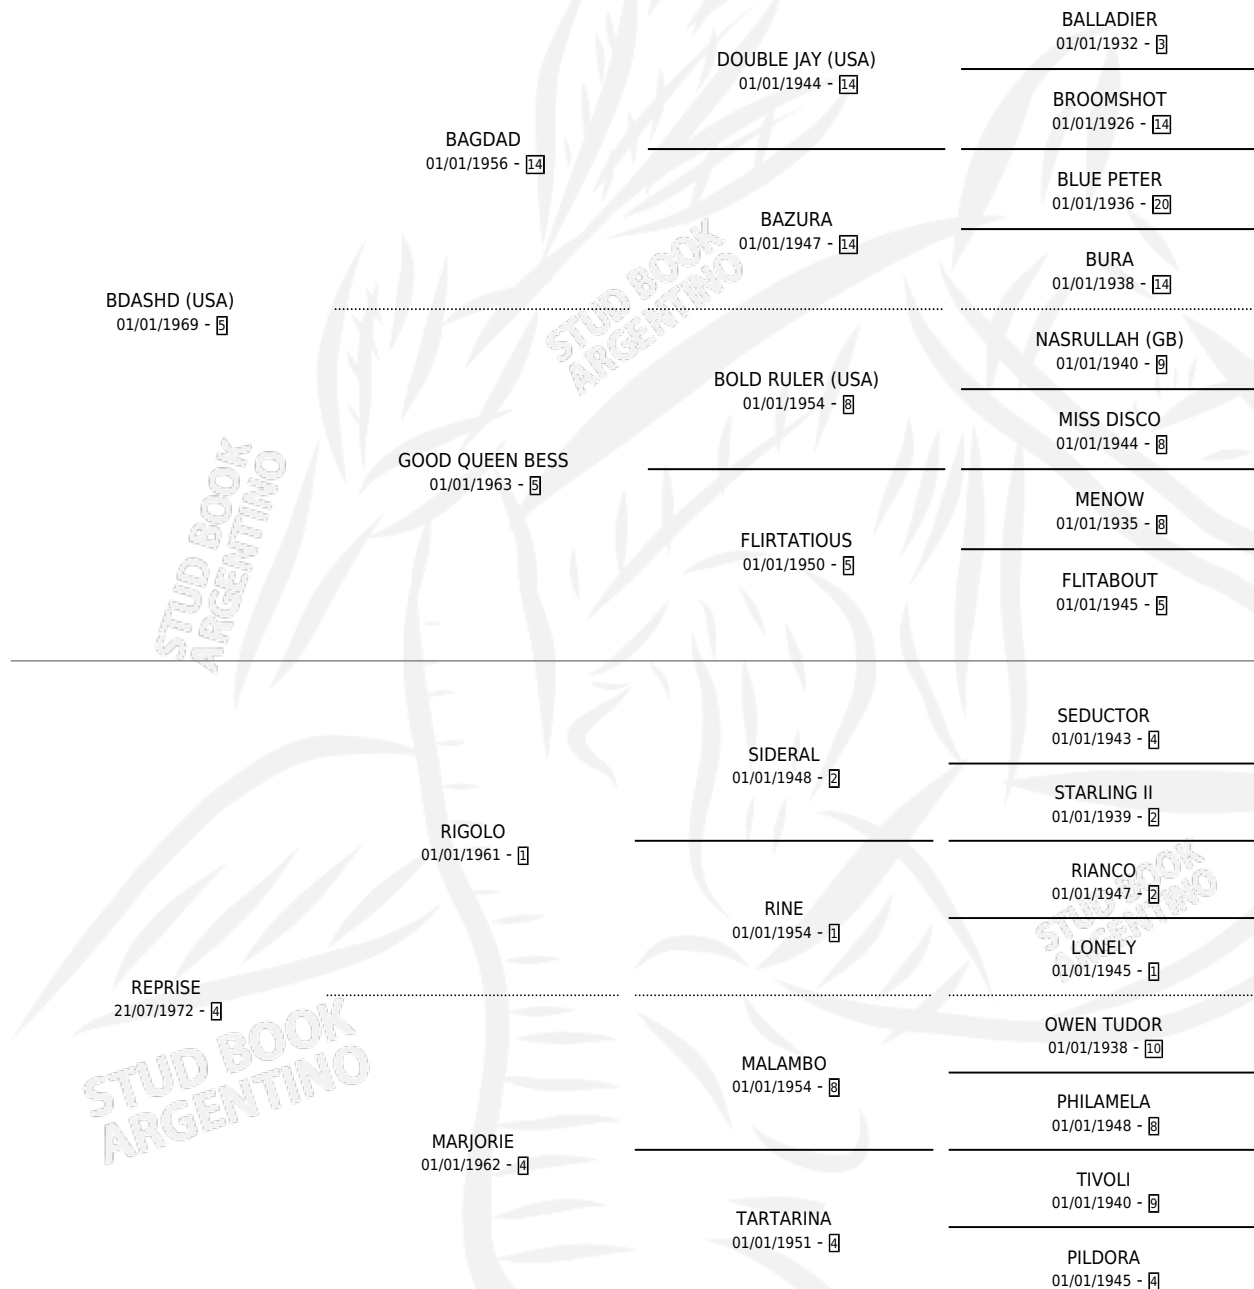 BALLADIER
01/01/1932 - 3
DOUBLE JAY (USA)
01/01/1944 - 14
BROOMSHOT
01/01/1926 - 14
BAGDAD
01/01/1956 - 14
BLUE PETER
01/01/1936 - 20
BAZURA
01/01/1947 - 14
BURA
01/01/1938 - 14
BDASHD (USA)
01/01/1969 - 5
NASRULLAH (GB)
01/01/1940 - 9
BOLD RULER (USA)
01/01/1954 - 8
MISS DISCO
01/01/1944 - 8
GOOD QUEEN BESS
01/01/1963 - 5
MENOW
01/01/1935 - 8
FLIRTATIOUS
01/01/1950 - 5
FLITABOUT
01/01/1945 - 5
SEDUCTOR
01/01/1943 - 4
SIDERAL
01/01/1948 - 2
STARLING II
01/01/1939 - 2
RIGOLO
01/01/1961 - 1
RIANCO
01/01/1947 - 2
RINE
01/01/1954 - 1
LONELY
01/01/1945 - 1
REPRISE
21/07/1972 - 4
OWEN TUDOR
01/01/1938 - 10
MALAMBO
01/01/1954 - 8
PHILAMELA
01/01/1948 - 8
MARJORIE
01/01/1962 - 4
TIVOLI
01/01/1940 - 9
TARTARINA
01/01/1951 - 4
PILDORA
01/01/1945 - 4
STUD BOOK
ARGENTINO
STUD BOOK
ARGENTINO
STUD BOOK
ARGENTINO
STUD BOOK
ARGENTINO